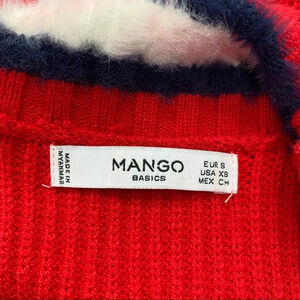 MADE IN
MYANMAR
MANGO
BASICS
EUR S
USA XS
MEX CH